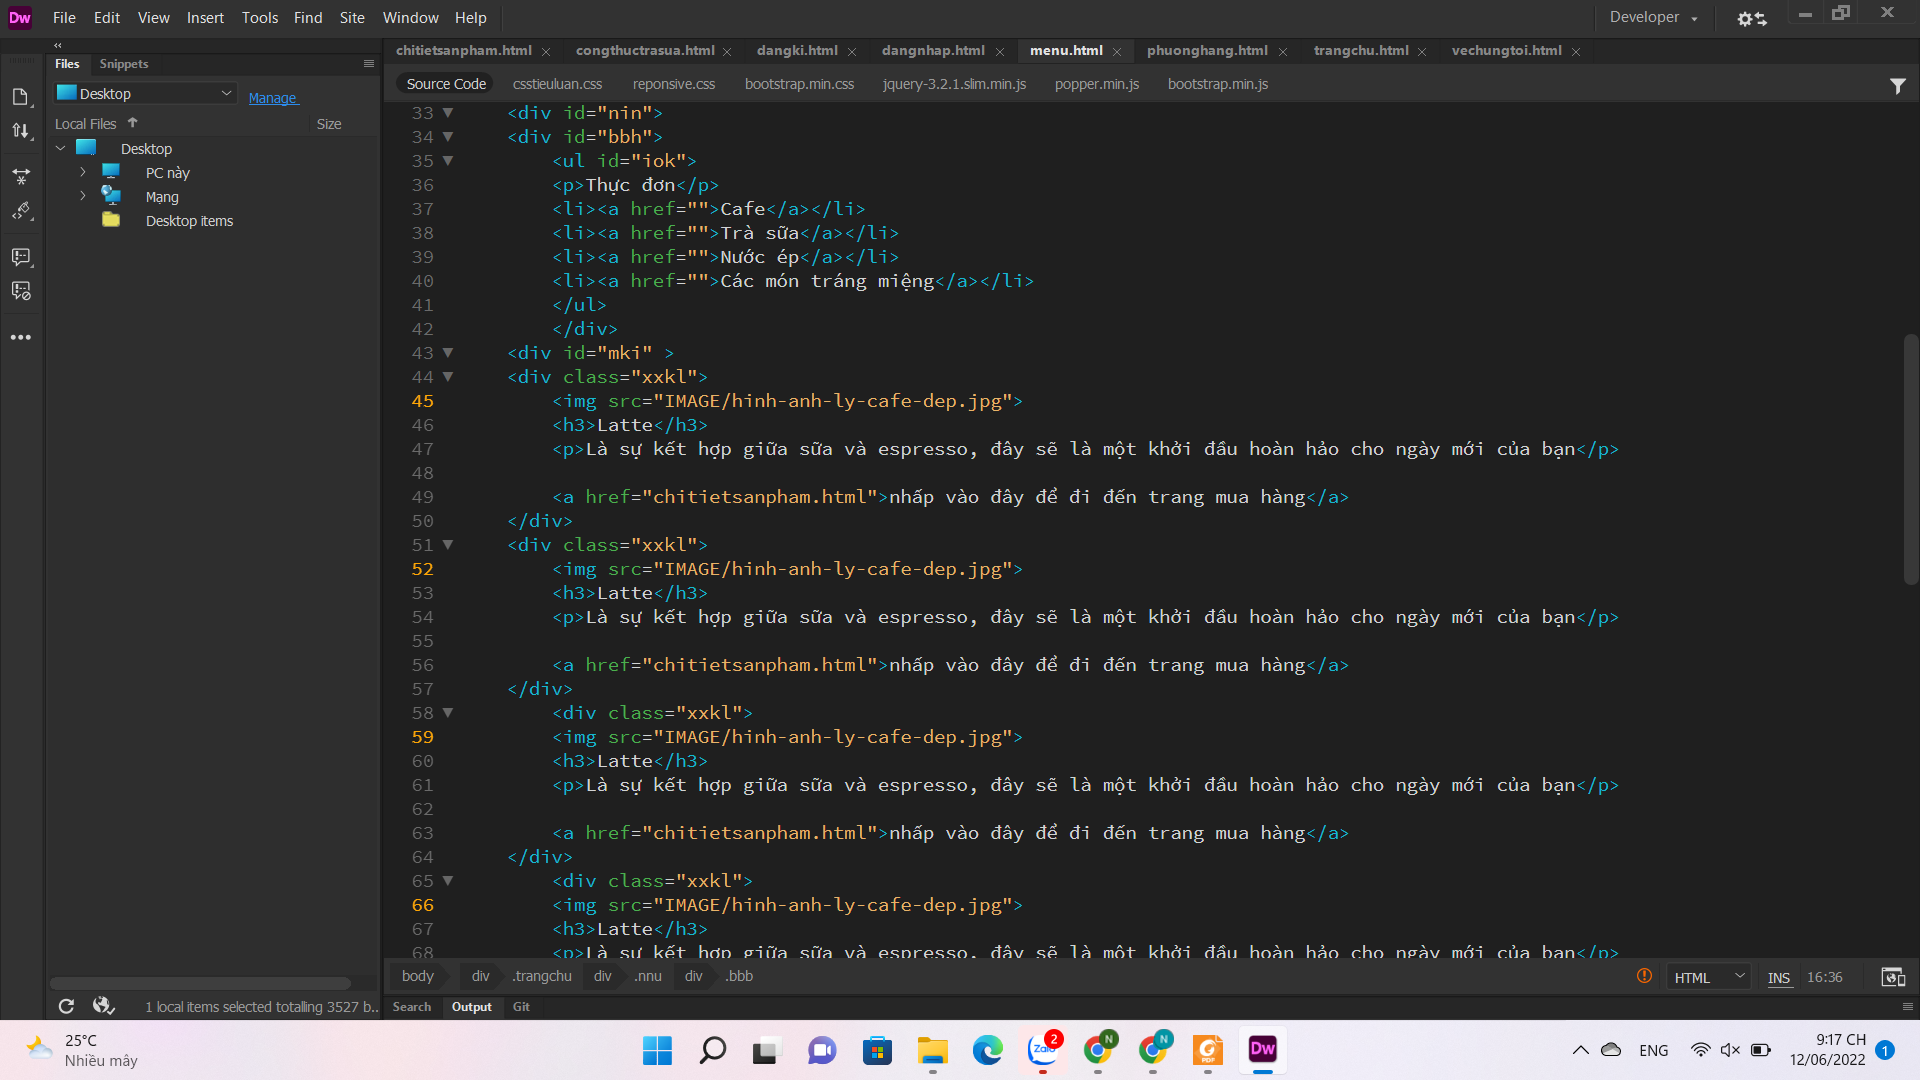 Dw File Edit View Insert Tools Find Site Window Help Developer
chitietsanpham.html congthuctrasua.html dangki.html dangnhap.html menu.html phuonghang.html trangchu.html vechungtoi.html
Files Snippets
Source Code csstieuluan.css reponsive.css bootstrap.min.css jquery-3.2.1.slim.min.js popper.min.js bootstrap.min.js
Desktop Manage
Local Files Size
Desktop
PC này
Mạng
Desktop items
33 <div id="nin">
34 <div id="bbh">
35 <ul id="iok">
36 <p>Thực đơn</p>
37 <li><a href="">Cafe</a></li>
38 <li><a href="">Trà sữa</a></li>
39 <li><a href="">Nước ép</a></li>
40 <li><a href="">Các món tráng miệng</a></li>
41 </ul>
42 </div>
43 <div id="mki" >
44 <div class="xxkl">
45 <img src="IMAGE/hinh-anh-ly-cafe-dep.jpg">
46 <h3>Latte</h3>
47 <p>Là sự kết hợp giữa sữa và espresso, đây sẽ là một khởi đầu hoàn hảo cho ngày mới của bạn</p>
48
49 <a href="chitietsanpham.html">nhấp vào đây để đi đến trang mua hàng</a>
50 </div>
51 <div class="xxkl">
52 <img src="IMAGE/hinh-anh-ly-cafe-dep.jpg">
53 <h3>Latte</h3>
54 <p>Là sự kết hợp giữa sữa và espresso, đây sẽ là một khởi đầu hoàn hảo cho ngày mới của bạn</p>
55
56 <a href="chitietsanpham.html">nhấp vào đây để đi đến trang mua hàng</a>
57 </div>
58 <div class="xxkl">
59 <img src="IMAGE/hinh-anh-ly-cafe-dep.jpg">
60 <h3>Latte</h3>
61 <p>Là sự kết hợp giữa sữa và espresso, đây sẽ là một khởi đầu hoàn hảo cho ngày mới của bạn</p>
62
63 <a href="chitietsanpham.html">nhấp vào đây để đi đến trang mua hàng</a>
64 </div>
65 <div class="xxkl">
66 <img src="IMAGE/hinh-anh-ly-cafe-dep.jpg">
67 <h3>Latte</h3>
68 <p>Là sự kết hợp giữa sữa và espresso, đây sẽ là một khởi đầu hoàn hảo cho ngày mới của bạn</p>
body div .trangchu div .nnu div .bbb HTML INS 16:36
1 local items selected totalling 3527 b...
Search Output Git
25°C
Nhiều mây
Zalo 2 N N PDF Dw
ENG
9:17 CH
12/06/2022
1